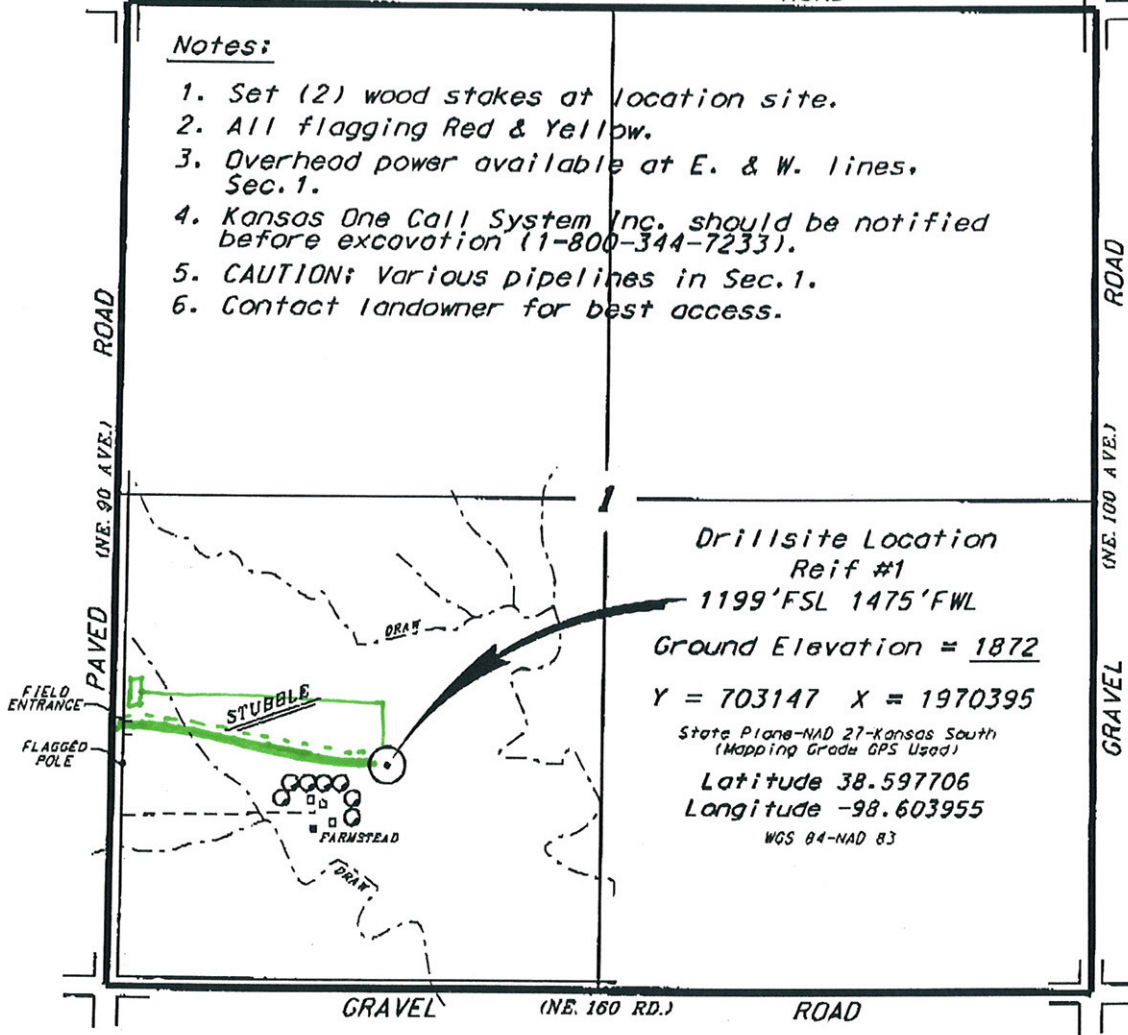 Notes:
1. Set (2) wood stakes at location site.
2. All flagging Red & Yellow.
3. Overhead power available at E. & W. lines,
Sec. 1.
4. Kansas One Call System Inc. should be notified
before excavation (1-800-344-7233).
5. CAUTION: Various pipelines in Sec. 1.
6. Contact landowner for best access.
PAVED (NE. 90 AVE.) ROAD
GRAVEL (NE. 100 AVE.) ROAD
1
Drillsite Location
Reif #1
1199'FSL 1475'FWL
Ground Elevation = 1872
Y = 703147 X = 1970395
State Plane-NAD 27-Kansas South
(Mapping Grade GPS Used)
Latitude 38.597706
Longitude -98.603955
WGS 84-NAD 83
DRAW
STUBBLE
FIELD
ENTRANCE
FLAGGED
POLE
FARMSTEAD
DRAW
GRAVEL (NE. 160 RD.) ROAD